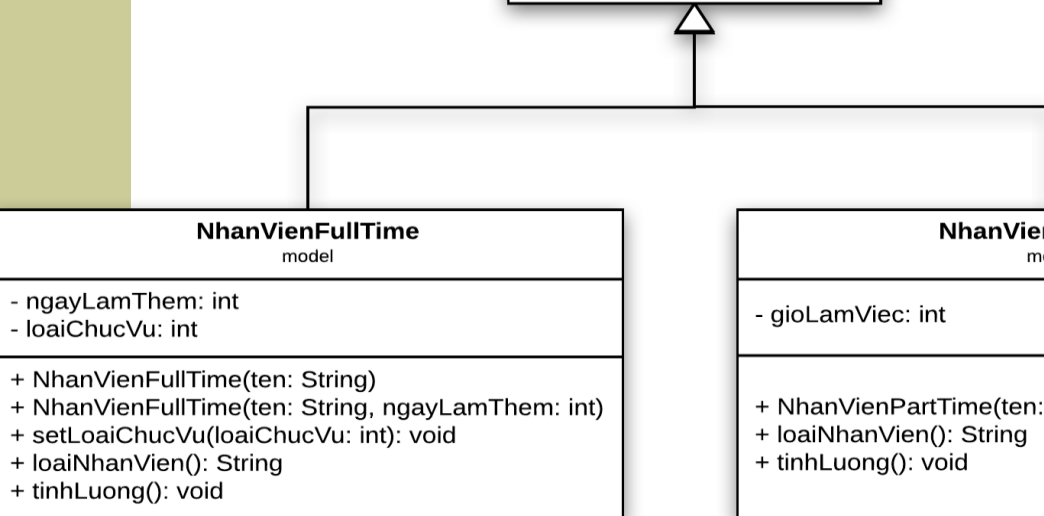 NhanVienFullTime
model
- ngayLamThem: int
- loaiChucVu: int
+ NhanVienFullTime(ten: String)
+ NhanVienFullTime(ten: String, ngayLamThem: int)
+ setLoaiChucVu(loaiChucVu: int): void
+ loaiNhanVien(): String
+ tinhLuong(): void
- gioLamViec: int
+ NhanVienPartTime(ten:
+ loaiNhanVien(): String
+ tinhLuong(): void